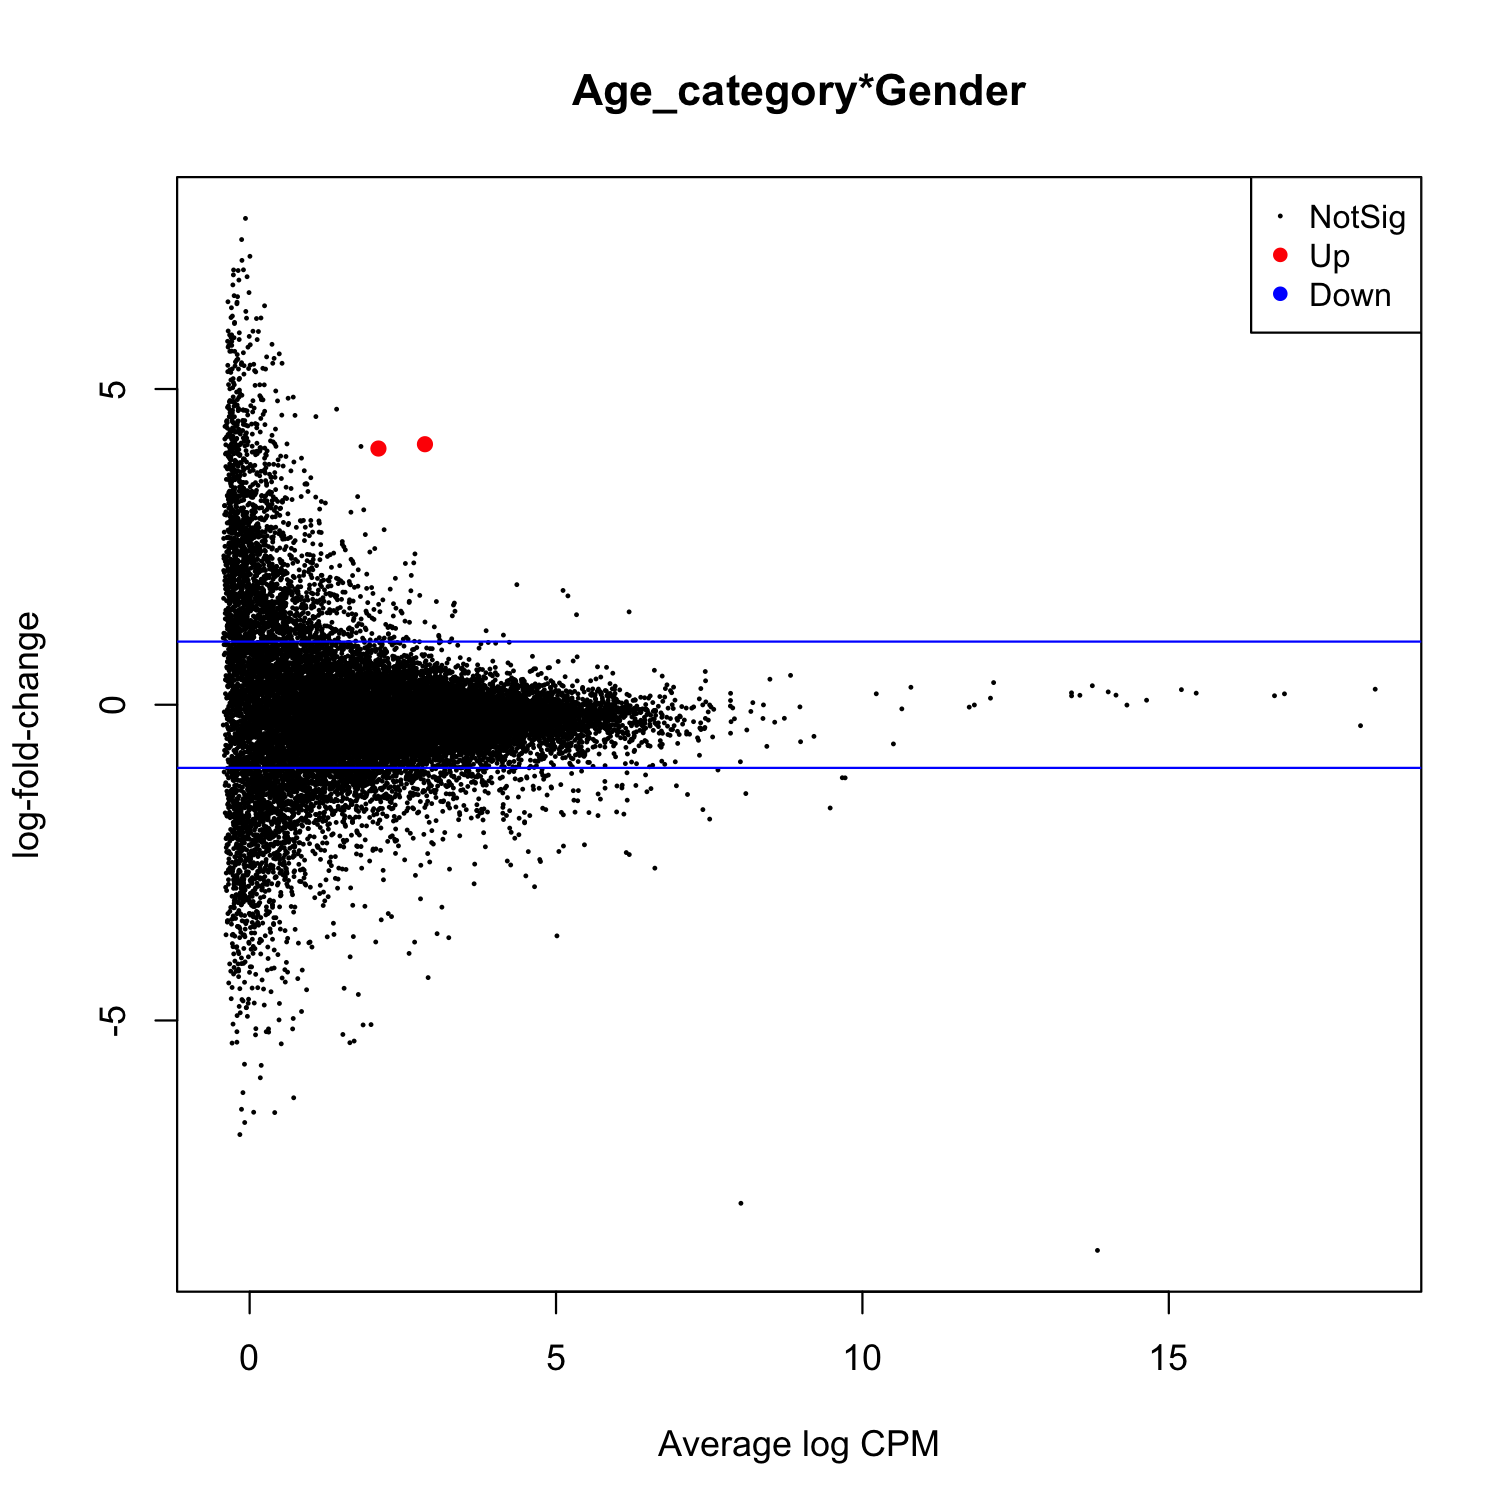 Age_category*Gender
NotSig
Up
Down
5
0
-5
log-fold-change
0 5 10 15
Average log CPM